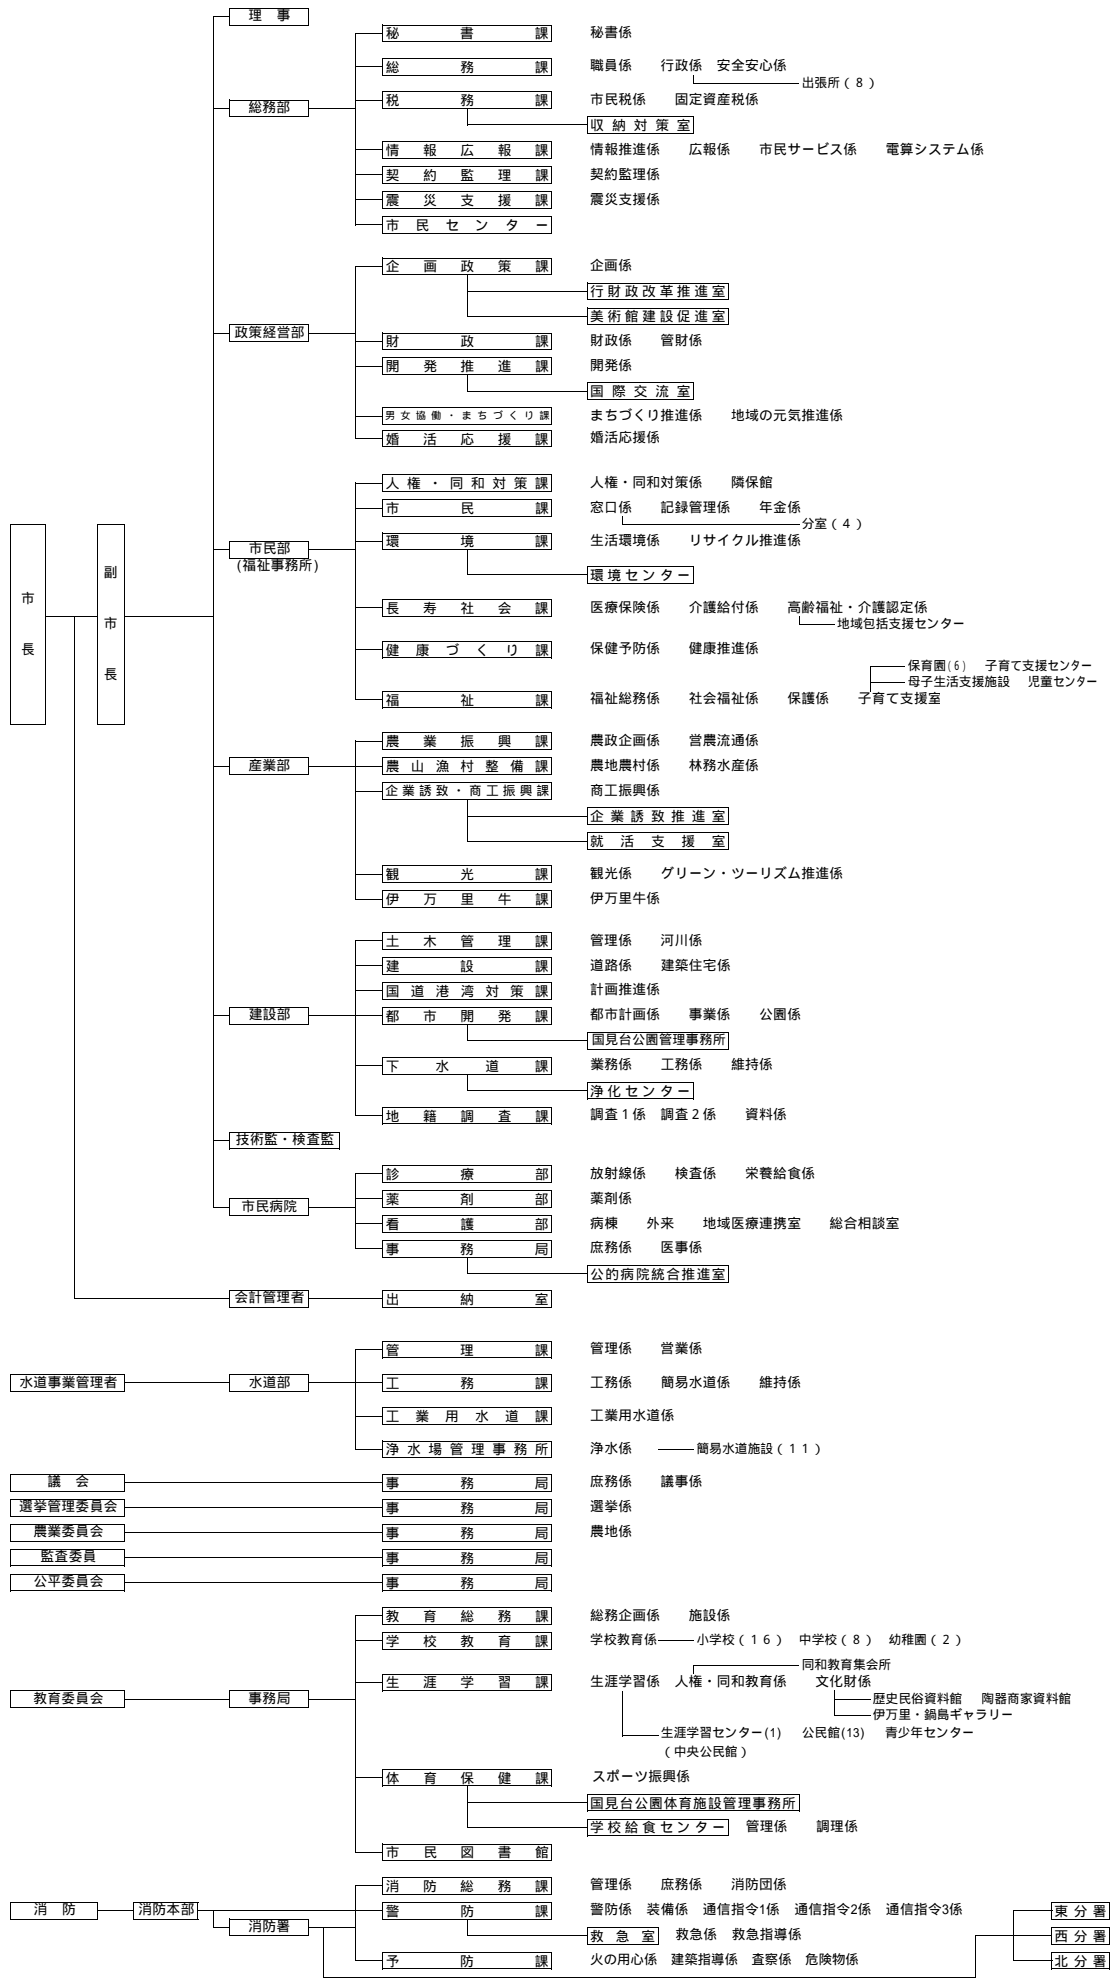 理 事
秘書課 秘書係
総務課 職員係 行政係 安全安心係
出張所(8)
総務部
税務課 市民税係 固定資産税係
収納対策室
情報広報課 情報推進係 広報係 市民サービス係 電算システム係
契約監理課 契約監理係
震災支援課 震災支援係
市民センター
企画政策課 企画係
行財政改革推進室
美術館建設促進室
政策経営部
財政課 財政係 管財係
開発推進課 開発係
国際交流室
男女協働・まちづくり課 まちづくり推進係 地域の元気推進係
婚活応援課 婚活応援係
人権・同和対策課 人権・同和対策係 隣保館
市民課 窓口係 記録管理係 年金係
分室(4)
市民部
(福祉事務所)
環境課 生活環境係 リサイクル推進係
環境センター
市長
副市長
長寿社会課 医療保険係 介護給付係 高齢福祉・介護認定係
地域包括支援センター
健康づくり課 保健予防係 健康推進係
保育園(6) 子育て支援センター
母子生活支援施設 児童センター
福祉課 福祉総務係 社会福祉係 保護係 子育て支援室
農業振興課 農政企画係 営農流通係
産業部
農山漁村整備課 農地農村係 林務水産係
企業誘致・商工振興課 商工振興係
企業誘致推進室
就活支援室
観光課 観光係 グリーン・ツーリズム推進係
伊万里牛課 伊万里牛係
土木管理課 管理係 河川係
建設課 道路係 建築住宅係
国道港湾対策課 計画推進係
建設部
都市開発課 都市計画係 事業係 公園係
国見台公園管理事務所
下水道課 業務係 工務係 維持係
浄化センター
地籍調査課 調査1係 調査2係 資料係
技術監・検査監
診療部 放射線係 検査係 栄養給食係
市民病院
薬剤部 薬剤係
看護部 病棟 外来 地域医療連携室 総合相談室
事務局 庶務係 医事係
公的病院統合推進室
会計管理者 出納室
管理課 管理係 営業係
水道事業管理者 水道部 工務課 工務係 簡易水道係 維持係
工業用水道課 工業用水道係
浄水場管理事務所 浄水係 簡易水道施設(11)
議 会 事務局 庶務係 議事係
選挙管理委員会 事務局 選挙係
農業委員会 事務局 農地係
監査委員 事務局
公平委員会 事務局
教育総務課 総務企画係 施設係
学校教育課 学校教育係 小学校(16) 中学校(8) 幼稚園(2)
同和教育集会所
生涯学習課 生涯学習係 人権・同和教育係 文化財係
教育委員会 事務局
歴史民俗資料館 陶器商家資料館
伊万里・鍋島ギャラリー
生涯学習センター(1) 公民館(13) 青少年センター
(中央公民館)
体育保健課 スポーツ振興係
国見台公園体育施設管理事務所
学校給食センター 管理係 調理係
市民図書館
消防総務課 管理係 庶務係 消防団係
消 防 消防本部 警防課 警防係 装備係 通信指令1係 通信指令2係 通信指令3係 東分署
消防署
救急室 救急係 救急指導係 西分署
予防課 火の用心係 建築指導係 査察係 危険物係 北分署